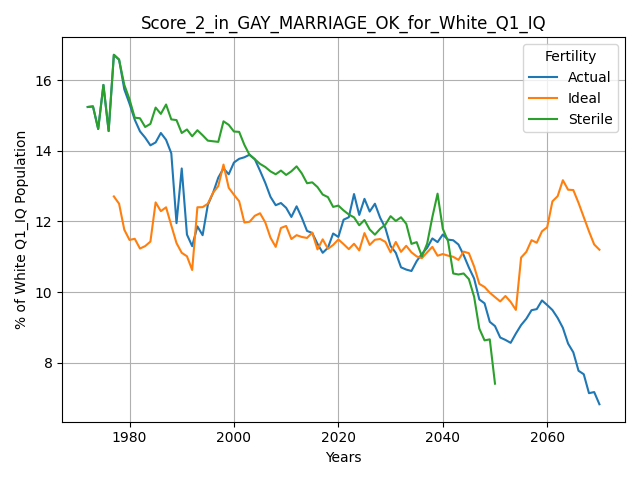 Score_2_in_GAY_MARRIAGE_OK_for_White_Q1_IQ
Fertility
Actual
Ideal
Sterile
% of White Q1_IQ Population
16
14
12
10
8
1980 2000 2020 2040 2060
Years